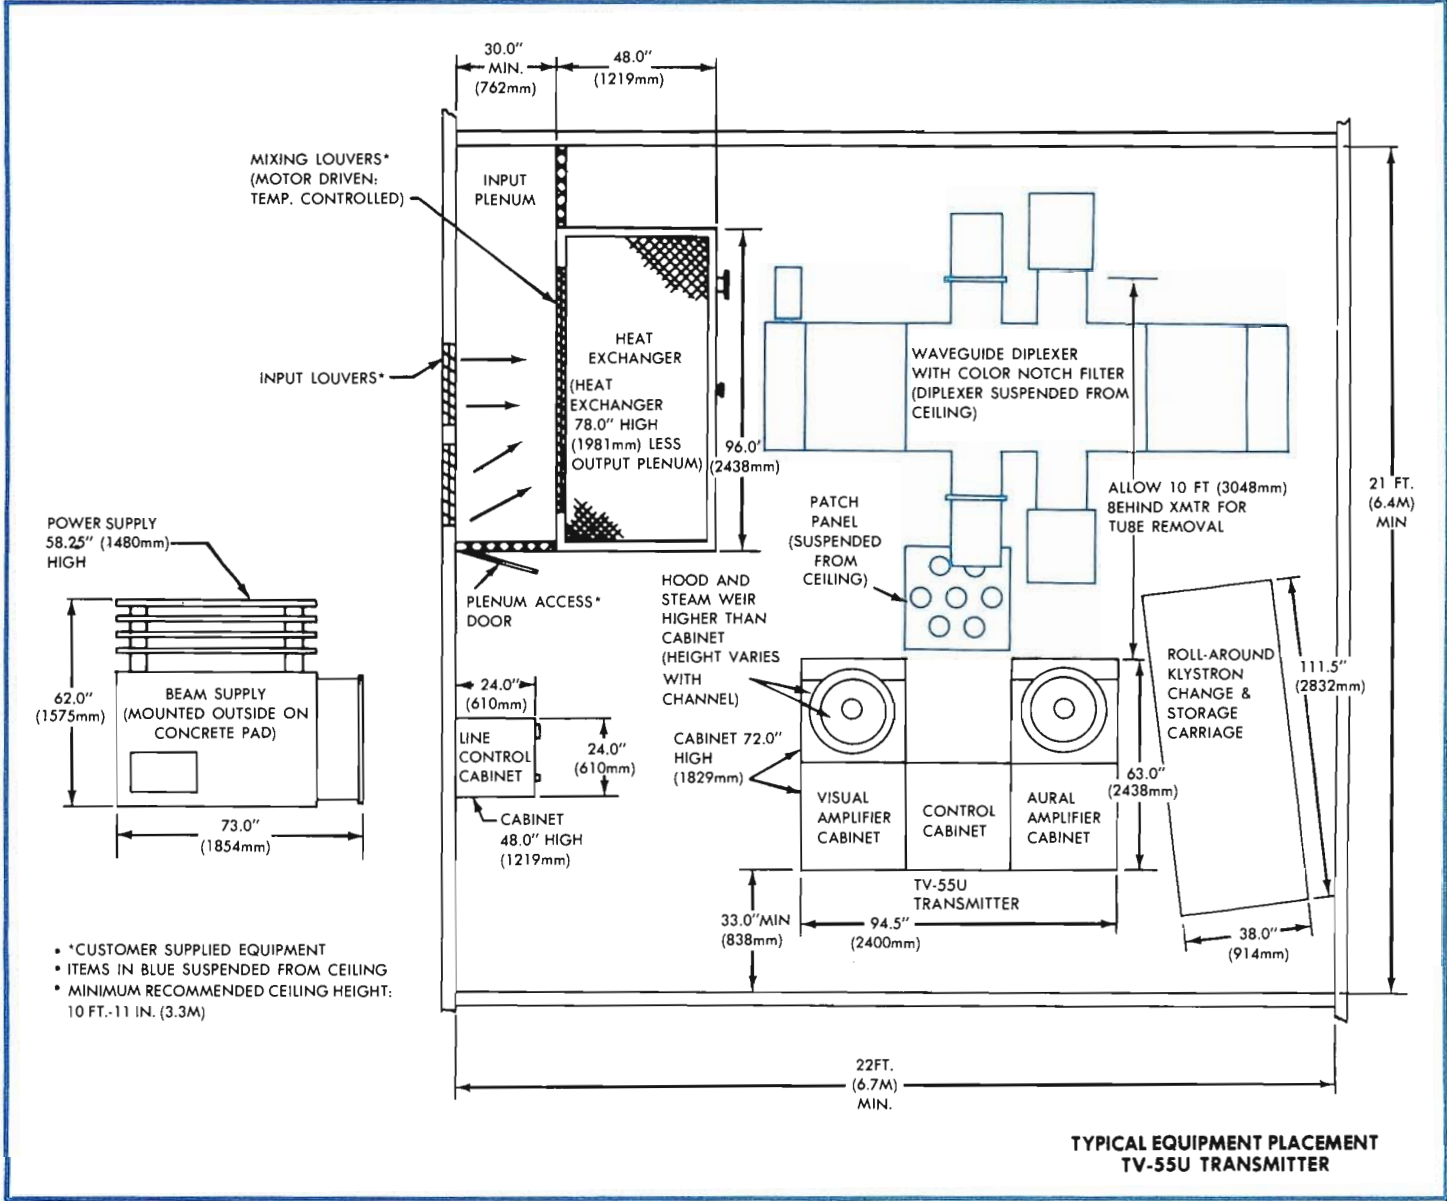 30.0"
MIN.
(762mm)
48.0"
(1219mm)
MIXING LOUVERS*
(MOTOR DRIVEN:
TEMP. CONTROLLED)
INPUT
PLENUM
INPUT LOUVERS*
HEAT
EXCHANGER
(HEAT
EXCHANGER
78.0" HIGH
(1981mm) LESS
OUTPUT PLENUM)
96.0'
(2438mm)
WAVEGUIDE DIPLEXER
WITH COLOR NOTCH FILTER
(DIPLEXER SUSPENDED FROM
CEILING)
ALLOW 10 FT (3048mm)
BEHIND XMTR FOR
TUBE REMOVAL
21 FT.
(6.4M)
MIN
PATCH
PANEL
(SUSPENDED
FROM
CEILING)
POWER SUPPLY
58.25" (1480mm)
HIGH
PLENUM ACCESS*
DOOR
HOOD AND
STEAM WEIR
HIGHER THAN
CABINET
(HEIGHT VARIES
WITH
CHANNEL)
62.0"
(1575mm)
BEAM SUPPLY
(MOUNTED OUTSIDE ON
CONCRETE PAD)
73.0"
(1854mm)
24.0"
(610mm)
LINE
CONTROL
CABINET
24.0"
(610mm)
CABINET
48.0" HIGH
(1219mm)
CABINET 72.0"
HIGH
(1829mm)
VISUAL
AMPLIFIER
CABINET
CONTROL
CABINET
AURAL
AMPLIFIER
CABINET
63.0"
(2438mm)
ROLL-AROUND
KLYSTRON
CHANGE &
STORAGE
CARRIAGE
111.5"
(2832mm)
TV-55U
TRANSMITTER
33.0"MIN
(838mm)
94.5"
(2400mm)
38.0"
(914mm)
• *CUSTOMER SUPPLIED EQUIPMENT
• ITEMS IN BLUE SUSPENDED FROM CEILING
• MINIMUM RECOMMENDED CEILING HEIGHT:
10 FT.-11 IN. (3.3M)
22FT.
(6.7M)
MIN.
TYPICAL EQUIPMENT PLACEMENT
TV-55U TRANSMITTER